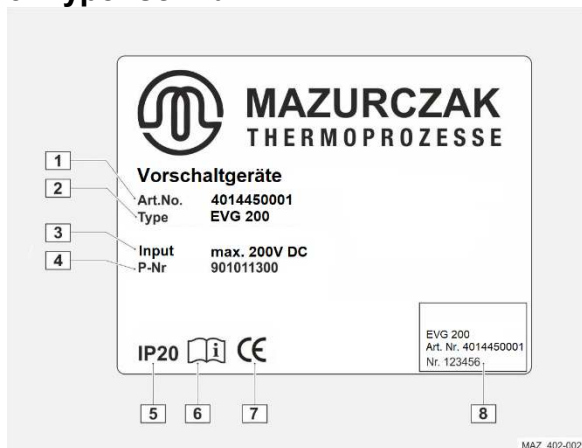 MAZURCZAK
THERMOPROZESSE
Vorschaltgeräte
1
Art.No. 4014450001
2
Type EVG 200
3
Input max. 200V DC
4
P-Nr 901011300
EVG 200
Art. Nr. 4014450001
Nr. 123456
IP20 i CE
5 6 7 8
MAZ_402-002